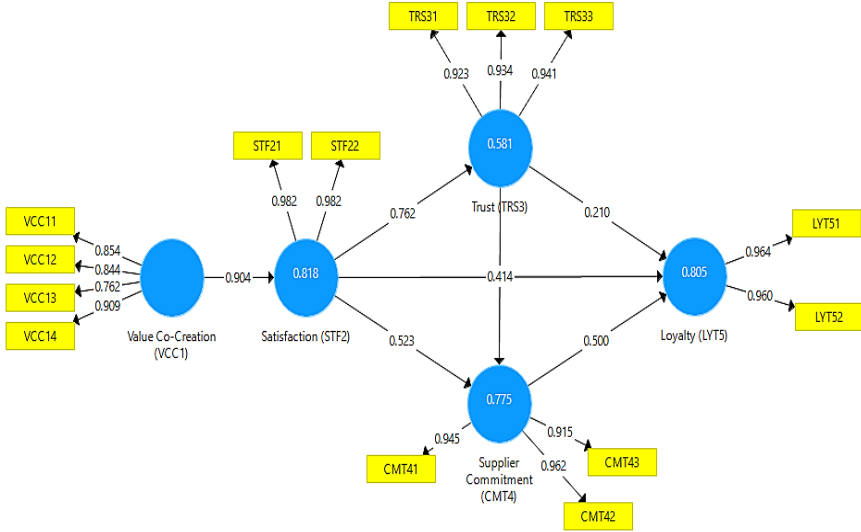 TRS31 TRS32 TRS33
0.923 0.934 0.941
0.581
Trust (TRS3)
STF21 STF22
0.982 0.982
0.762
0.210
VCC11
VCC12
VCC13
VCC14
0.854
0.844
0.762
0.909
Value Co-Creation
(VCC1)
0.904
0.818
Satisfaction (STF2)
0.414
0.523
0.500
0.805
Loyalty (LYT5)
LYT51
0.964
0.960
LYT52
0.775
Supplier
Commitment
(CMT4)
0.945
CMT41
0.915
CMT43
0.962
CMT42